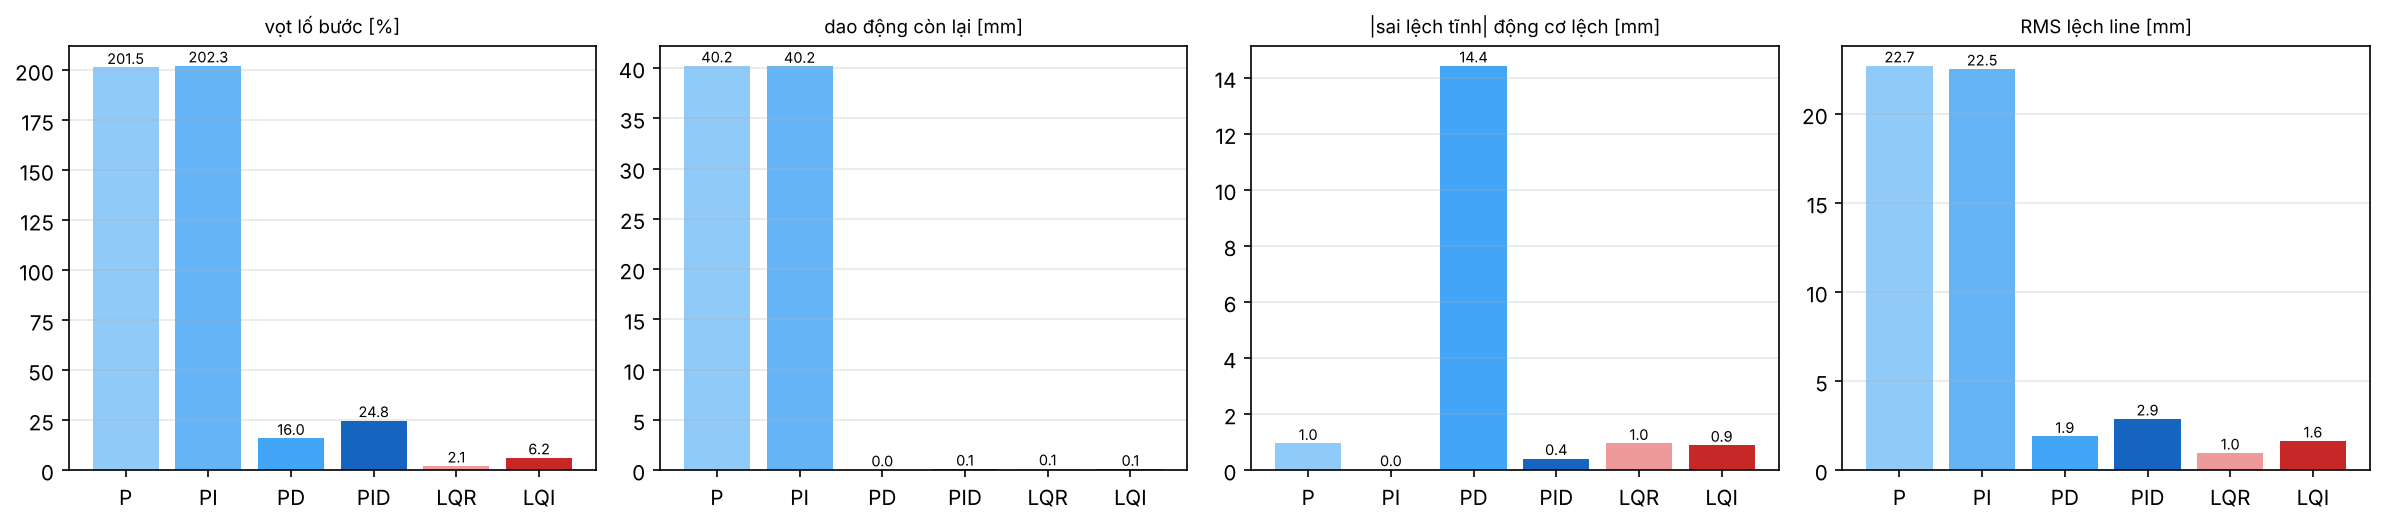 vọt lố bước [%]
201.5 202.3 16.0 24.8 2.1 6.2
200
175
150
125
100
75
50
25
0
P PI PD PID LQR LQI
dao động còn lại [mm]
40.2 40.2 0.0 0.1 0.1 0.1
40
35
30
25
20
15
10
5
0
P PI PD PID LQR LQI
|sai lệch tĩnh| động cơ lệch [mm]
1.0 0.0 14.4 0.4 1.0 0.9
14
12
10
8
6
4
2
0
P PI PD PID LQR LQI
RMS lệch line [mm]
22.7 22.5 1.9 2.9 1.0 1.6
20
15
10
5
0
P PI PD PID LQR LQI